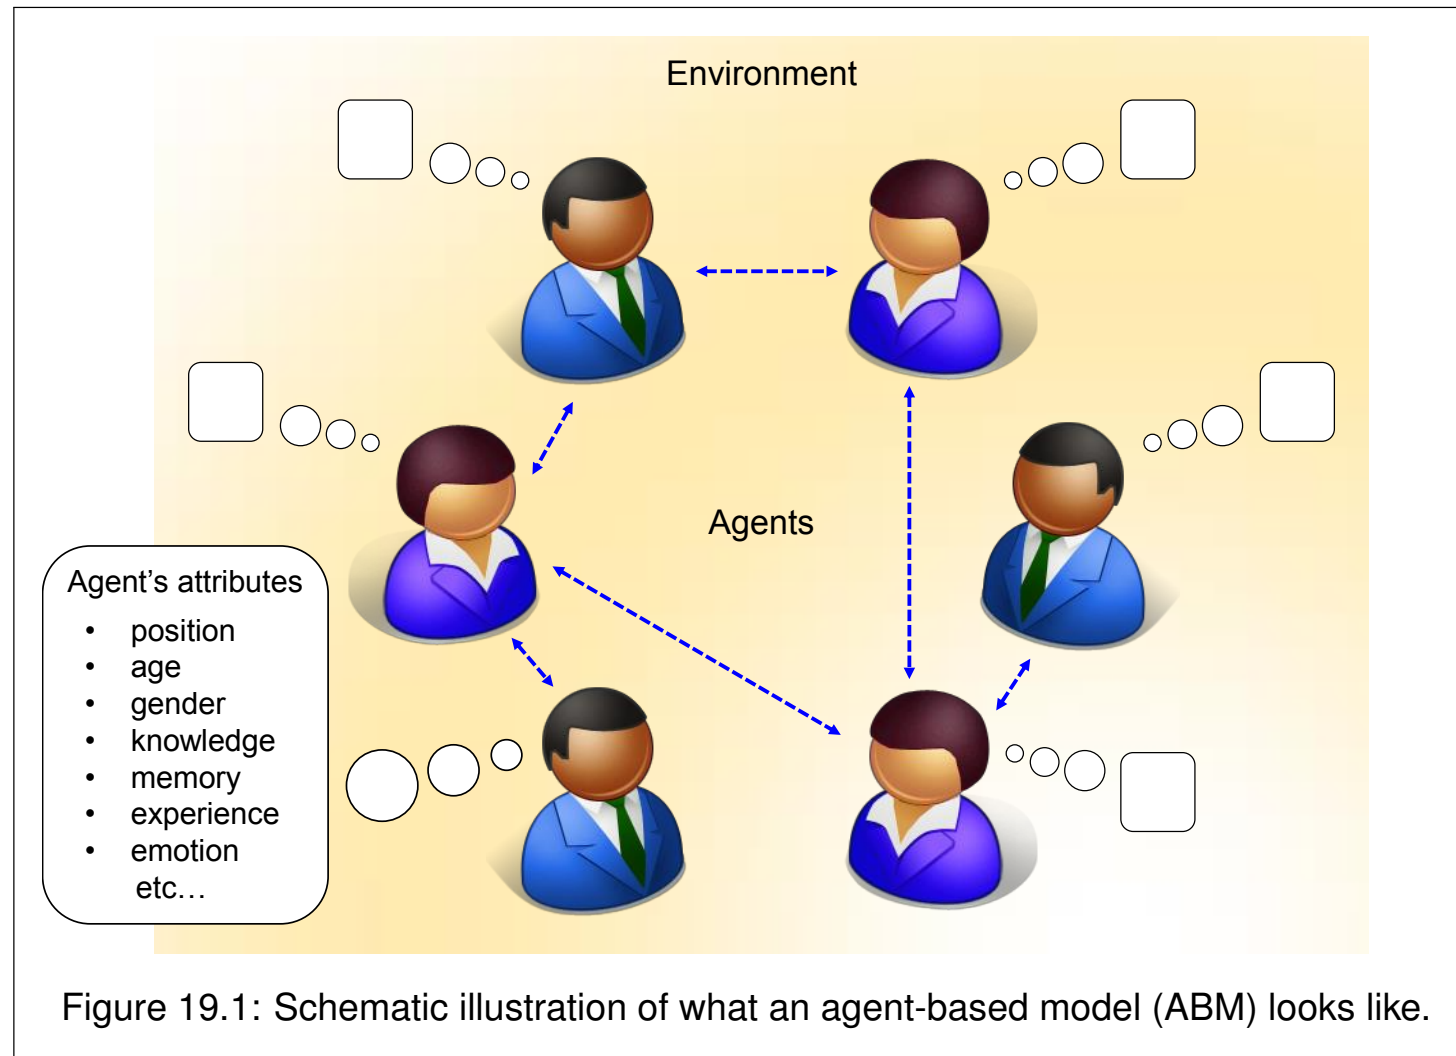 Environment
Agents
Agent’s attributes
• position
• age
• gender
• knowledge
• memory
• experience
• emotion
etc…
Figure 19.1: Schematic illustration of what an agent-based model (ABM) looks like.